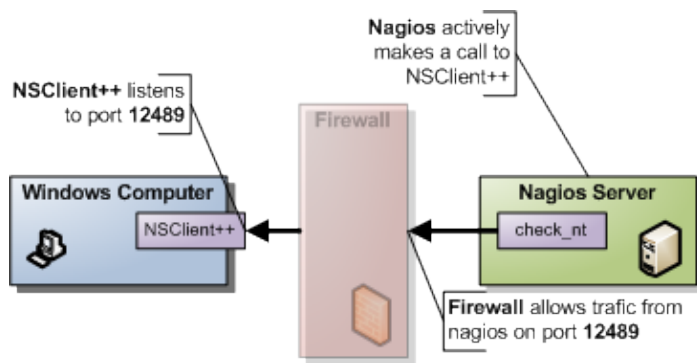 Nagios actively
makes a call to
NSClient++
NSClient++ listens
to port 12489
Firewall
Windows Computer
NSClient++
Nagios Server
check_nt
Firewall allows trafic from
nagios on port 12489